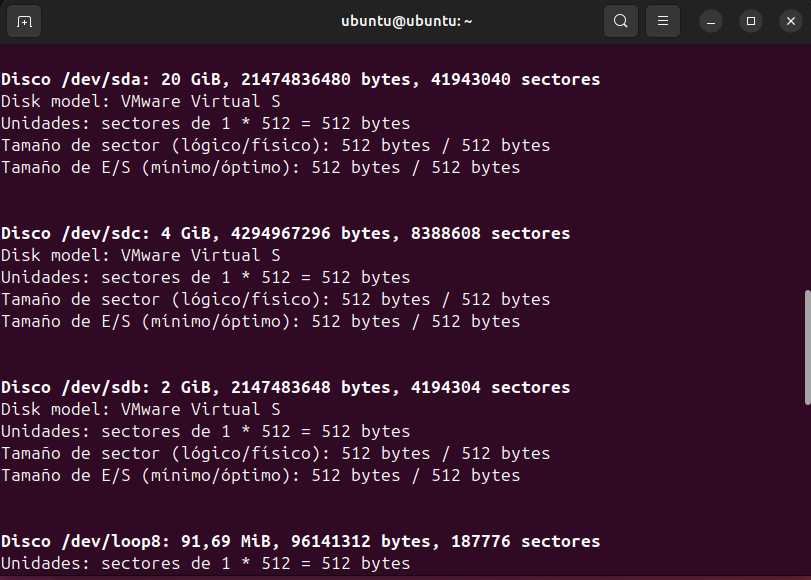 ubuntu@ubuntu: ~
Disco /dev/sda: 20 GiB, 21474836480 bytes, 41943040 sectores
Disk model: VMware Virtual S
Unidades: sectores de 1 * 512 = 512 bytes
Tamaño de sector (lógico/físico): 512 bytes / 512 bytes
Tamaño de E/S (mínimo/óptimo): 512 bytes / 512 bytes
Disco /dev/sdc: 4 GiB, 4294967296 bytes, 8388608 sectores
Disk model: VMware Virtual S
Unidades: sectores de 1 * 512 = 512 bytes
Tamaño de sector (lógico/físico): 512 bytes / 512 bytes
Tamaño de E/S (mínimo/óptimo): 512 bytes / 512 bytes
Disco /dev/sdb: 2 GiB, 2147483648 bytes, 4194304 sectores
Disk model: VMware Virtual S
Unidades: sectores de 1 * 512 = 512 bytes
Tamaño de sector (lógico/físico): 512 bytes / 512 bytes
Tamaño de E/S (mínimo/óptimo): 512 bytes / 512 bytes
Disco /dev/loop8: 91,69 MiB, 96141312 bytes, 187776 sectores
Unidades: sectores de 1 * 512 = 512 bytes